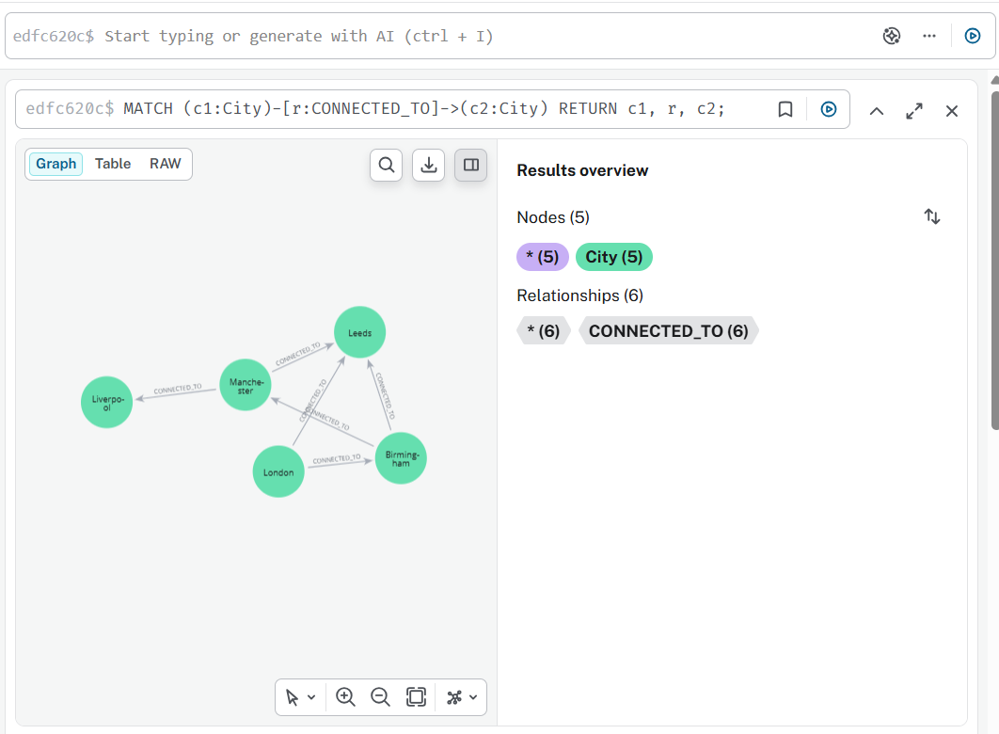 edfc620c$ Start typing or generate with AI (ctrl + I)
edfc620c$ MATCH (c1:City)-[r:CONNECTED_TO]->(c2:City) RETURN c1, r, c2;
Graph Table RAW
Results overview
Nodes (5)
* (5) City (5)
Relationships (6)
* (6) CONNECTED_TO (6)
Leeds
CONNECTED_TO
Manche-
ster
CONNECTED_TO
Liverpo-
ol
CONNECTED_TO
CONNECTED_TO
CONNECTED_TO
London
CONNECTED_TO
Birming-
ham